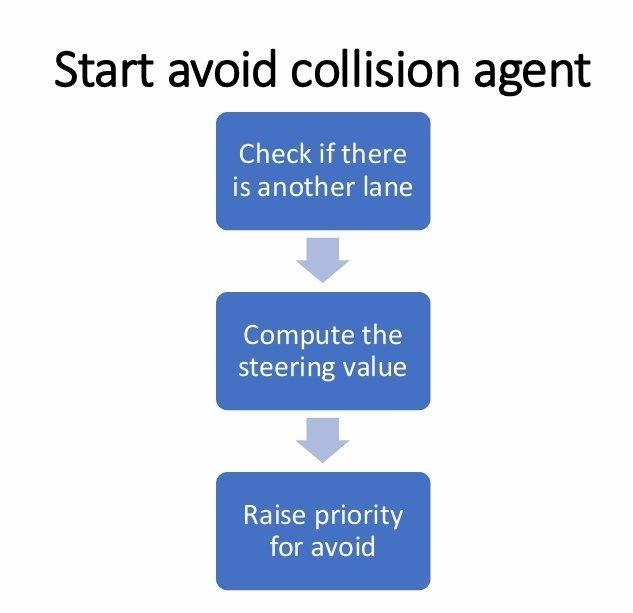 Start avoid collision agent
Check if there
is another lane
Compute the
steering value
Raise priority
for avoid